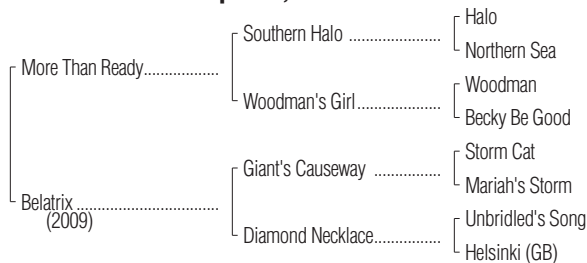 Halo
Southern Halo ....................
Northern Sea
More Than Ready.................
Woodman
Woodman's Girl...................
Becky Be Good
Storm Cat
Giant's Causeway ...............
Mariah's Storm
Belatrix ................................
(2009)
Unbridled's Song
Diamond Necklace...............
Helsinki (GB)